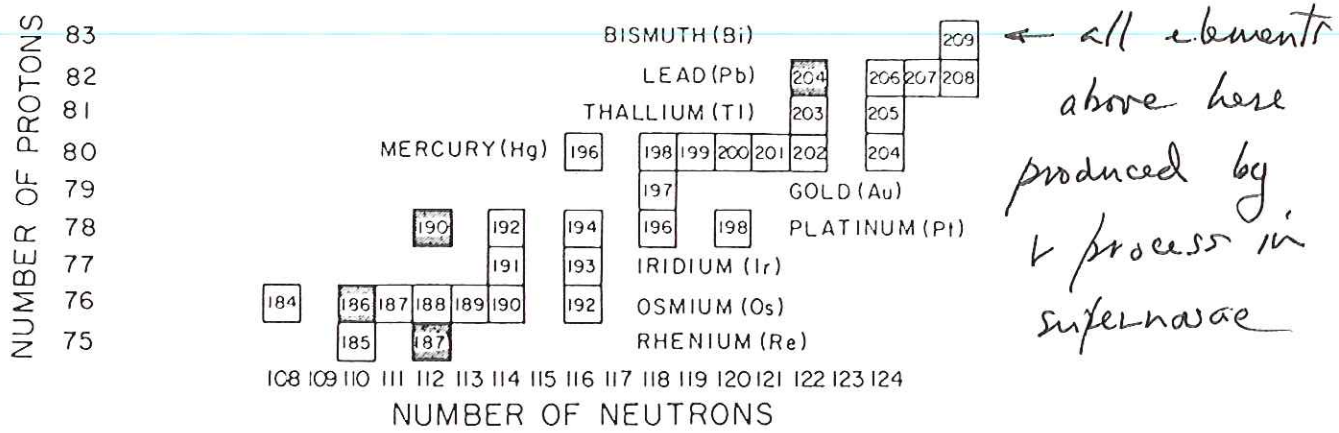 NUMBER OF PROTONS
83 BISMUTH (Bi) 209 ← all elements
82 LEAD (Pb) 204 206 207 208 above here
81 THALLIUM (Tl) 203 205
80 MERCURY (Hg) 196 198 199 200 201 202 204 produced by
79 197 GOLD (Au)
78 190 192 194 196 198 PLATINUM (Pt) r process in
77 191 193 IRIDIUM (Ir)
76 184 186 187 188 189 190 192 OSMIUM (Os) supernovae
75 185 187 RHENIUM (Re)
108 109 110 111 112 113 114 115 116 117 118 119 120 121 122 123 124
NUMBER OF NEUTRONS